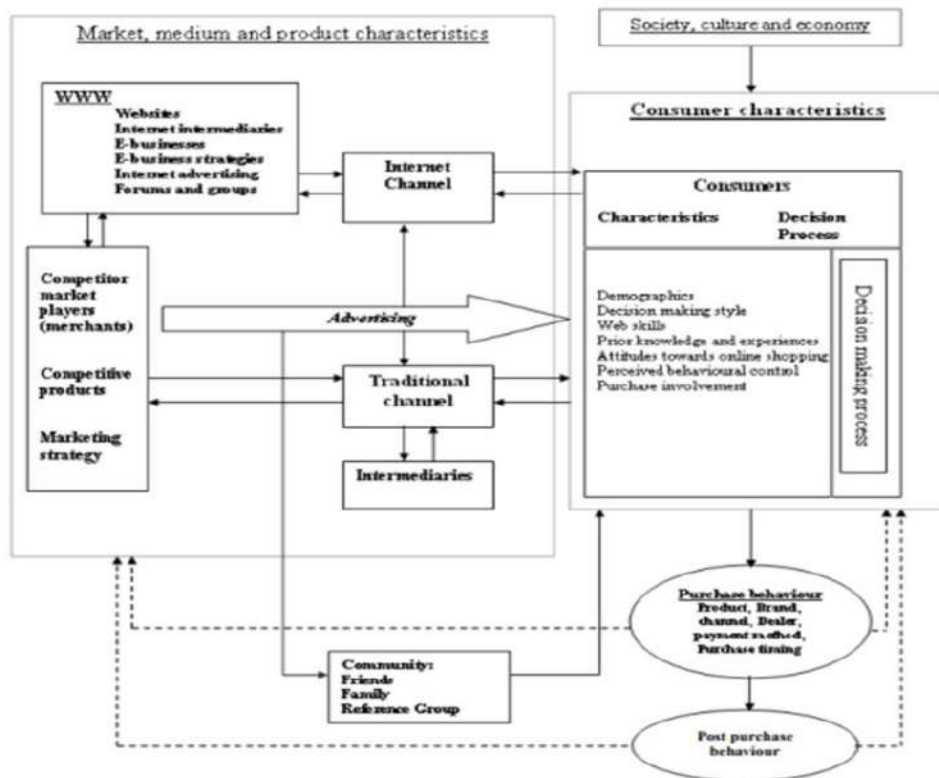 Market, medium and product characteristics
Society, culture and economy
WWW
Websites
Internet intermediaries
E-businesses
E-business strategies
Internet advertising
Forums and groups
Internet
Channel
Consumer characteristics
Consumers
Characteristics
Decision
Process
Competitor
market
players
(merchants)
Competitive
products
Marketing
strategy
Advertising
Traditional
channel
Intermediaries
Demographics
Decision making style
Web skills
Prior knowledge and experiences
Attitudes towards online shopping
Perceived behavioural control
Purchase involvement
Decision making process
Purchase behaviour
Product, Brand,
channel, Dealer,
payment method,
Purchase timing
Community:
Friends
Family
Reference Group
Post purchase
behaviour